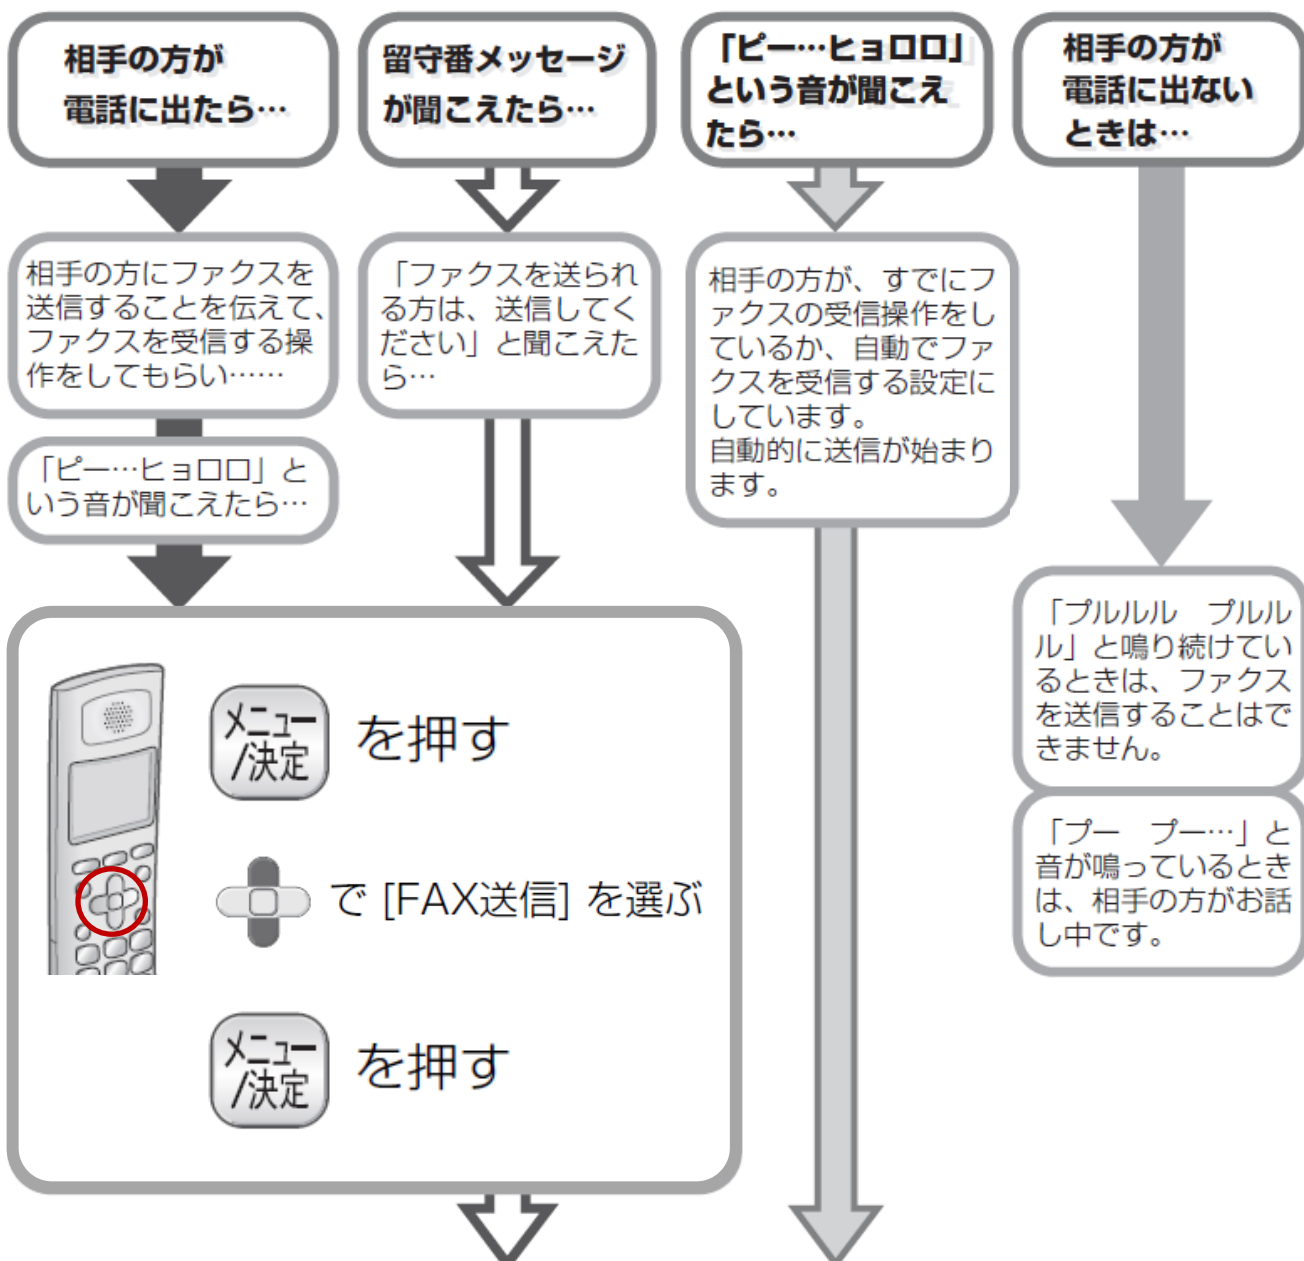 相手の方が
電話に出たら…
留守番メッセージ
が聞こえたら…
「ピー…ヒョロロ」
という音が聞こえ
たら…
相手の方が
電話に出ない
ときは…
相手の方にファクスを
送信することを伝えて、
ファクスを受信する操
作をしてもらい……
「ピー…ヒョロロ」と
いう音が聞こえたら…
「ファクスを送られ
る方は、送信してく
ださい」と聞こえた
ら…
相手の方が、すでにフ
ァクスの受信操作をし
ているか、自動でファ
クスを受信する設定に
しています。
自動的に送信が始まり
ます。
「プルルル　プルル
ル」と鳴り続けてい
るときは、ファクス
を送信することはで
きません。
「プー　プー…」と
音が鳴っているとき
は、相手の方がお話
し中です。
メニュー
/決定 を押す
で [FAX送信] を選ぶ
メニュー
/決定 を押す